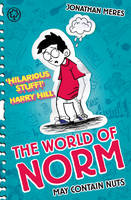 JONATHAN MERES
'HILARIOUS
STUFF!'
HARRY HILL
THE WORLD OF
NORM
MAY CONTAIN NUTS